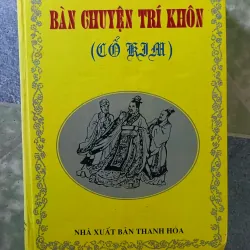 BÀN CHUYỆN TRÍ KHÔN
(CỔ KIM)
NHÀ XUẤT BẢN THANH HÓA